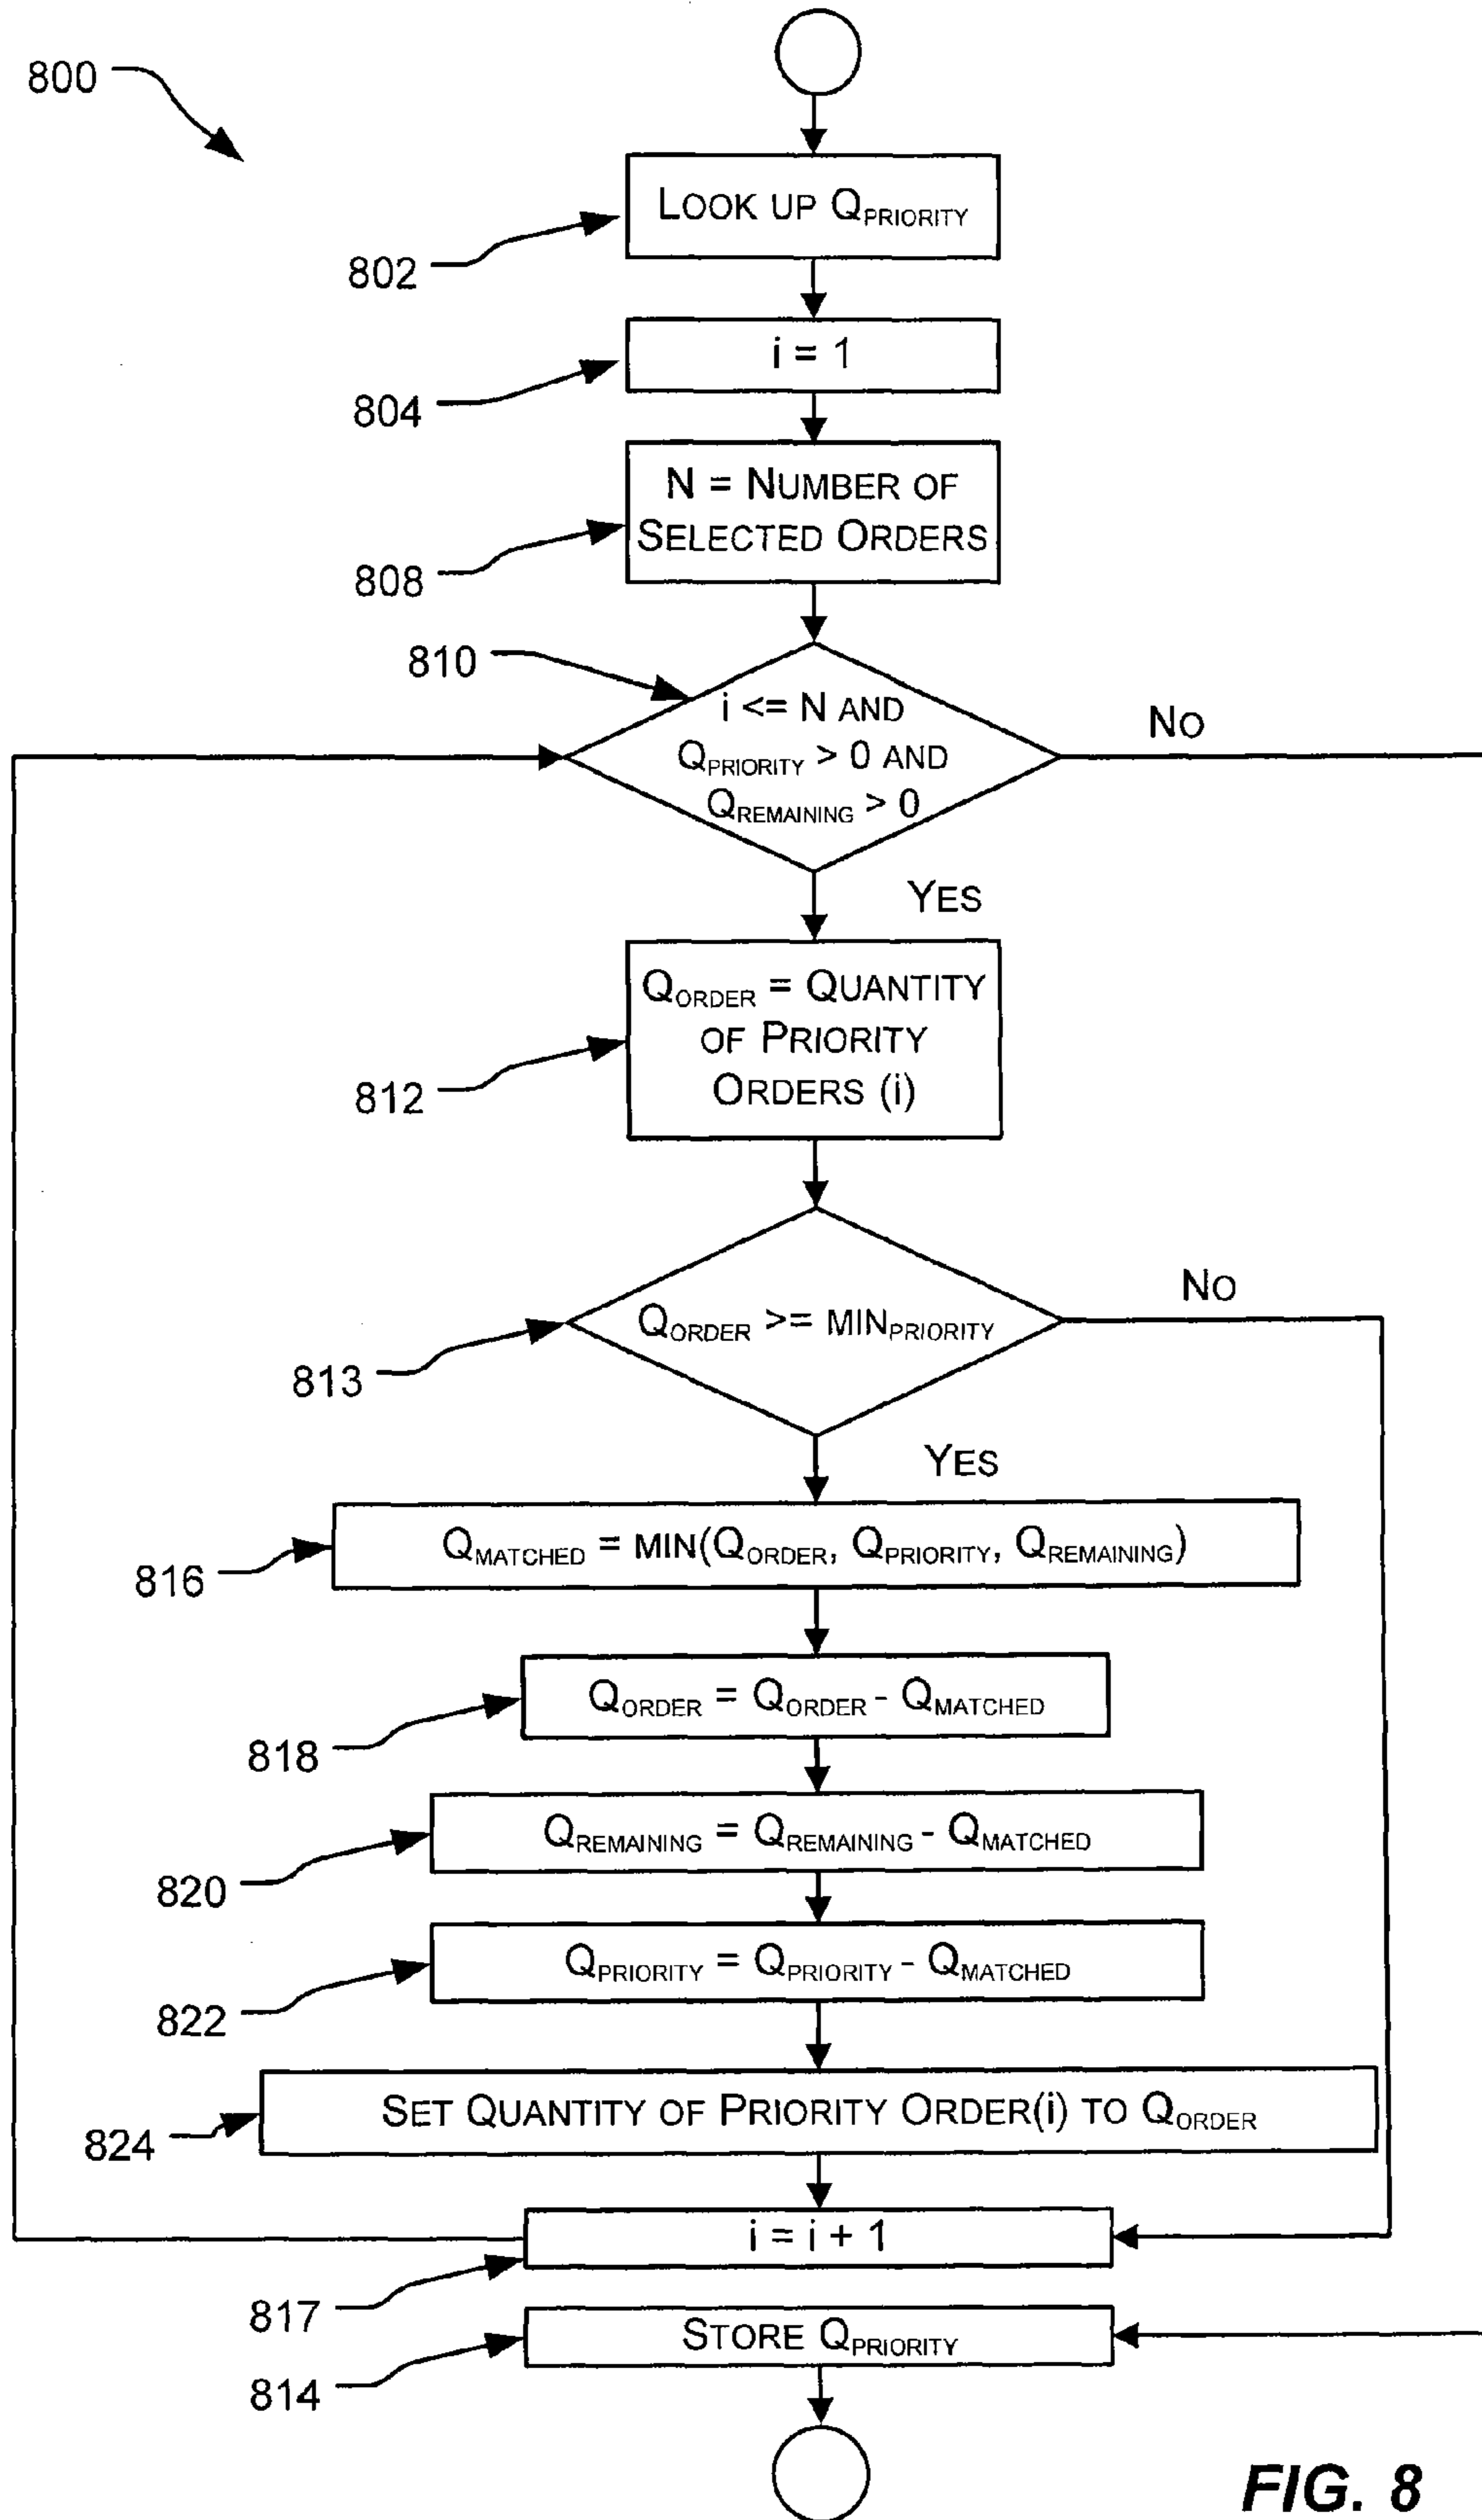 800
LOOK UP QPRIORITY
802
i = 1
804
N = NUMBER OF
SELECTED ORDERS
808
810
i <= N AND
QPRIORITY > 0 AND
QREMAINING > 0
NO
YES
QORDER = QUANTITY
OF PRIORITY
ORDERS (i)
812
QORDER >= MINPRIORITY
NO
813
YES
QMATCHED = MIN(QORDER, QPRIORITY, QREMAINING)
816
QORDER = QORDER - QMATCHED
818
QREMAINING = QREMAINING - QMATCHED
820
QPRIORITY = QPRIORITY - QMATCHED
822
SET QUANTITY OF PRIORITY ORDER(i) TO QORDER
824
i = i + 1
817
STORE QPRIORITY
814
FIG. 8